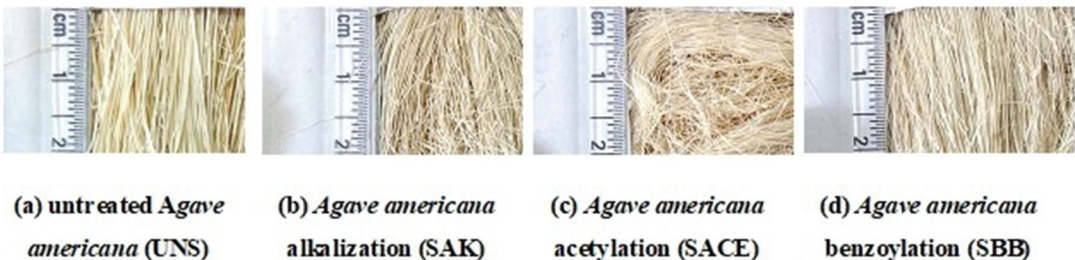 cm
1
2
cm
1
2
cm
1
2
cm
1
2
(a) untreated Agave
americana (UNS)
(b) Agave americana
alkalization (SAK)
(c) Agave americana
acetylation (SACE)
(d) Agave americana
benzoylation (SBB)